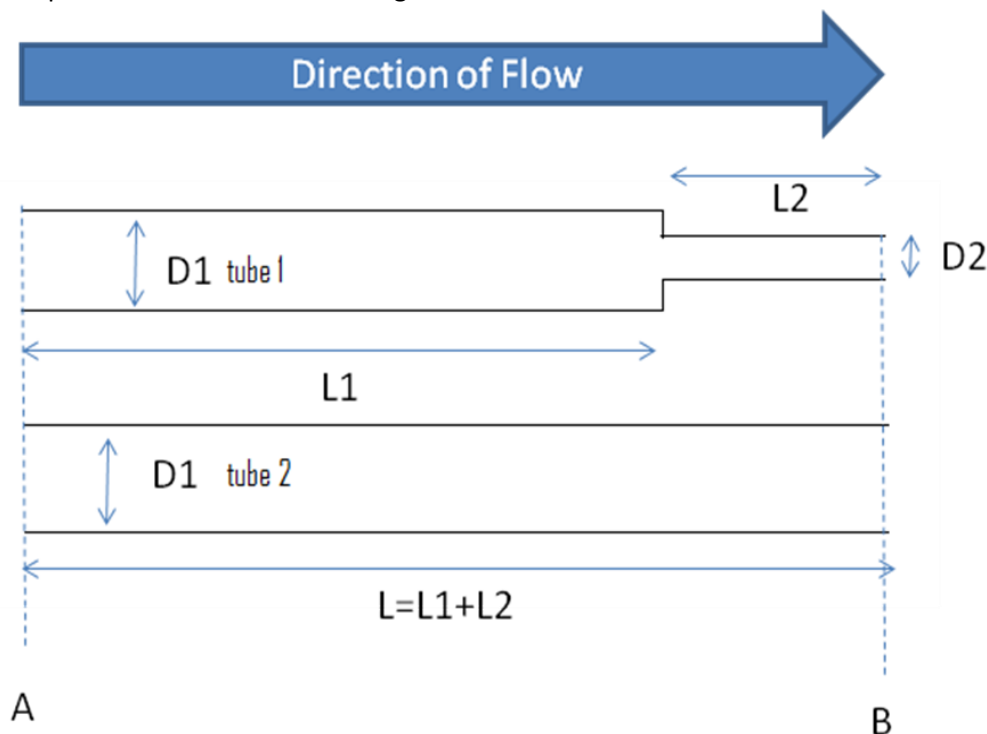 Direction of Flow
L2
D1 tube 1
D2
L1
D1 tube 2
L=L1+L2
A
B